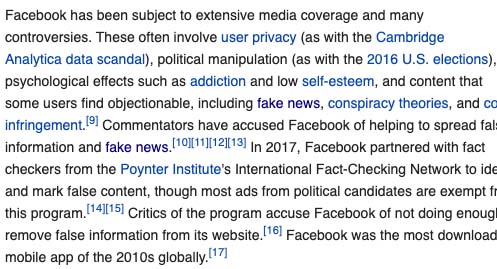 Facebook has been subject to extensive media coverage and many
controversies. These often involve user privacy (as with the Cambridge
Analytica data scandal), political manipulation (as with the 2016 U.S. elections),
psychological effects such as addiction and low self-esteem, and content that
some users find objectionable, including fake news, conspiracy theories, and co
infringement.[9] Commentators have accused Facebook of helping to spread fals
information and fake news.[10][11][12][13] In 2017, Facebook partnered with fact
checkers from the Poynter Institute's International Fact-Checking Network to ide
and mark false content, though most ads from political candidates are exempt fr
this program.[14][15] Critics of the program accuse Facebook of not doing enoug
remove false information from its website.[16] Facebook was the most download
mobile app of the 2010s globally.[17]